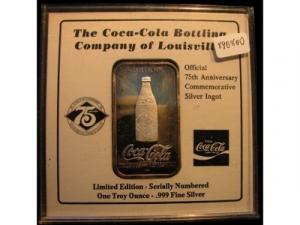 The Coca-Cola Bottling
Company of Louisvill
Official
75th Anniversary
Commemorative
Silver Ingot
75
Coca-Cola
Coca-Cola
Limited Edition - Serially Numbered
One Troy Ounce - .999 Fine Silver